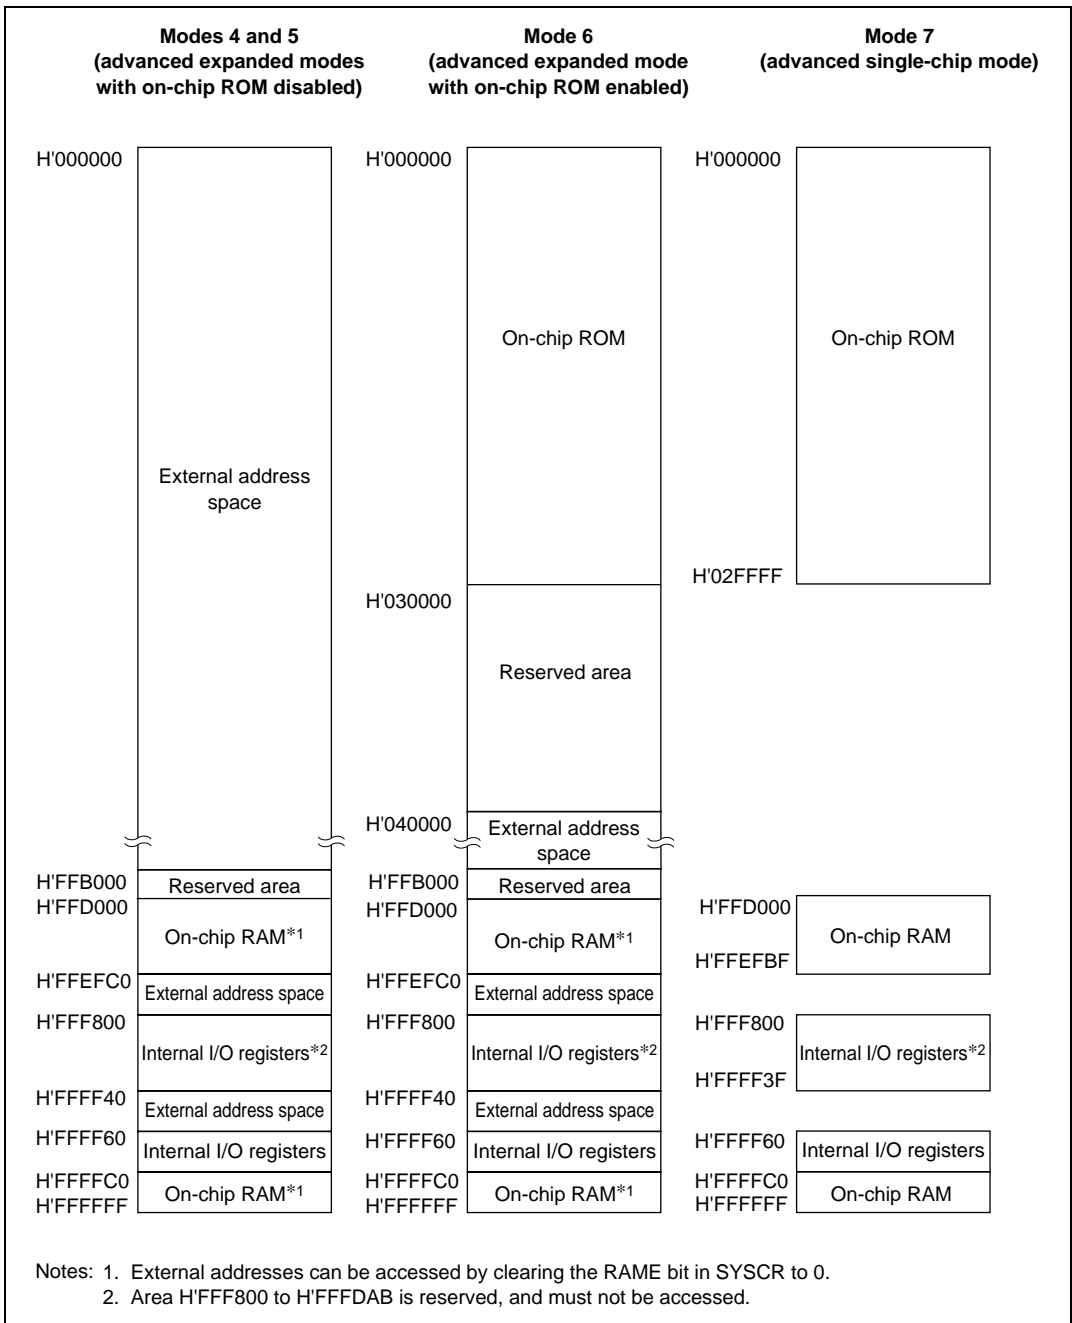 Modes 4 and 5
(advanced expanded modes
with on-chip ROM disabled)
Mode 6
(advanced expanded mode
with on-chip ROM enabled)
Mode 7
(advanced single-chip mode)
H'000000
External address
space
H'FFB000
Reserved area
H'FFD000
On-chip RAM*1
H'FFEFC0
External address space
H'FFF800
Internal I/O registers*2
H'FFFF40
External address space
H'FFFF60
Internal I/O registers
H'FFFFC0
On-chip RAM*1
H'FFFFFF
H'000000
On-chip ROM
H'030000
Reserved area
H'040000
External address
space
H'FFB000
Reserved area
H'FFD000
On-chip RAM*1
H'FFEFC0
External address space
H'FFF800
Internal I/O registers*2
H'FFFF40
External address space
H'FFFF60
Internal I/O registers
H'FFFFC0
On-chip RAM*1
H'FFFFFF
H'000000
On-chip ROM
H'02FFFF
H'FFD000
On-chip RAM
H'FFEFBF
H'FFF800
Internal I/O registers*2
H'FFFF3F
H'FFFF60
Internal I/O registers
H'FFFFC0
On-chip RAM
H'FFFFFF
Notes: 1. External addresses can be accessed by clearing the RAME bit in SYSCR to 0.
2. Area H'FFF800 to H'FFFDAB is reserved, and must not be accessed.